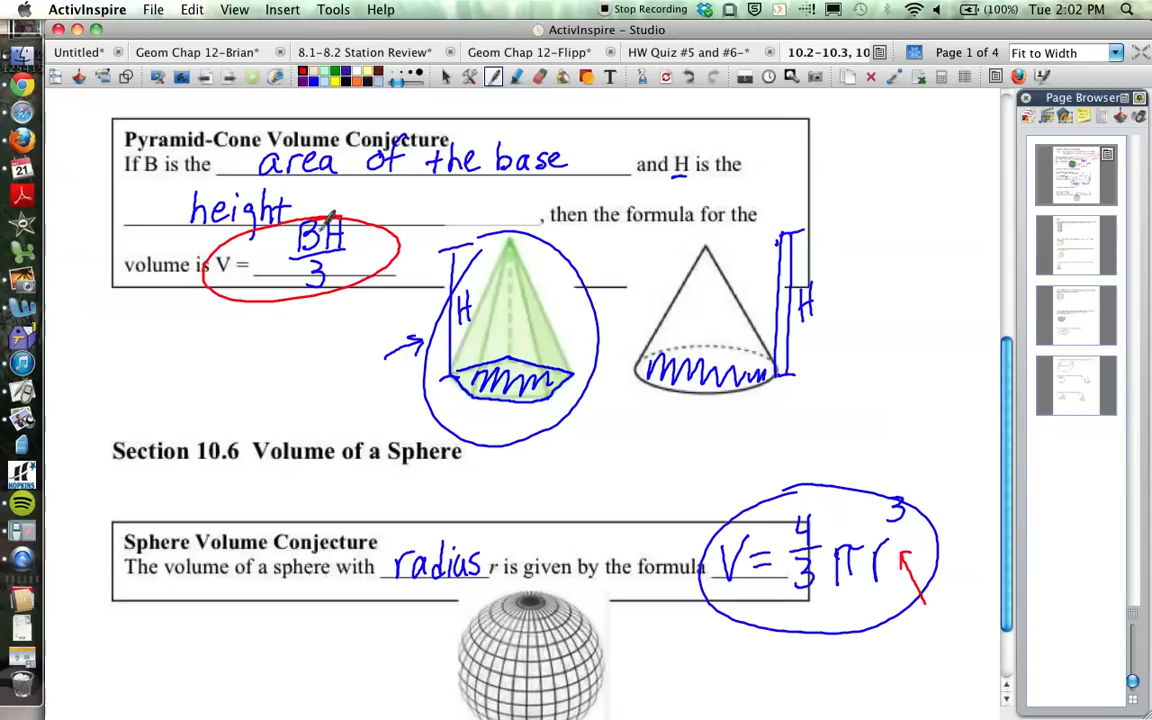 ActivInspire File Edit View Insert Tools Help Stop Recording (100%) Tue 2:02 PM
ActivInspire - Studio
Untitled* Geom Chap 12-Brian* 8.1-8.2 Station Review* Geom Chap 12-Flipp* HW Quiz #5 and #6-* 10.2-10.3, 10 Page 1 of 4 Fit to Width
Page Browser
Pyramid-Cone Volume Conjecture
If B is the area of the base and H is the
height, then the formula for the
volume is V = BH/3
H
H
Section 10.6 Volume of a Sphere
Sphere Volume Conjecture
The volume of a sphere with radius r is given by the formula V = 4/3 πr³
21
HOPKINS